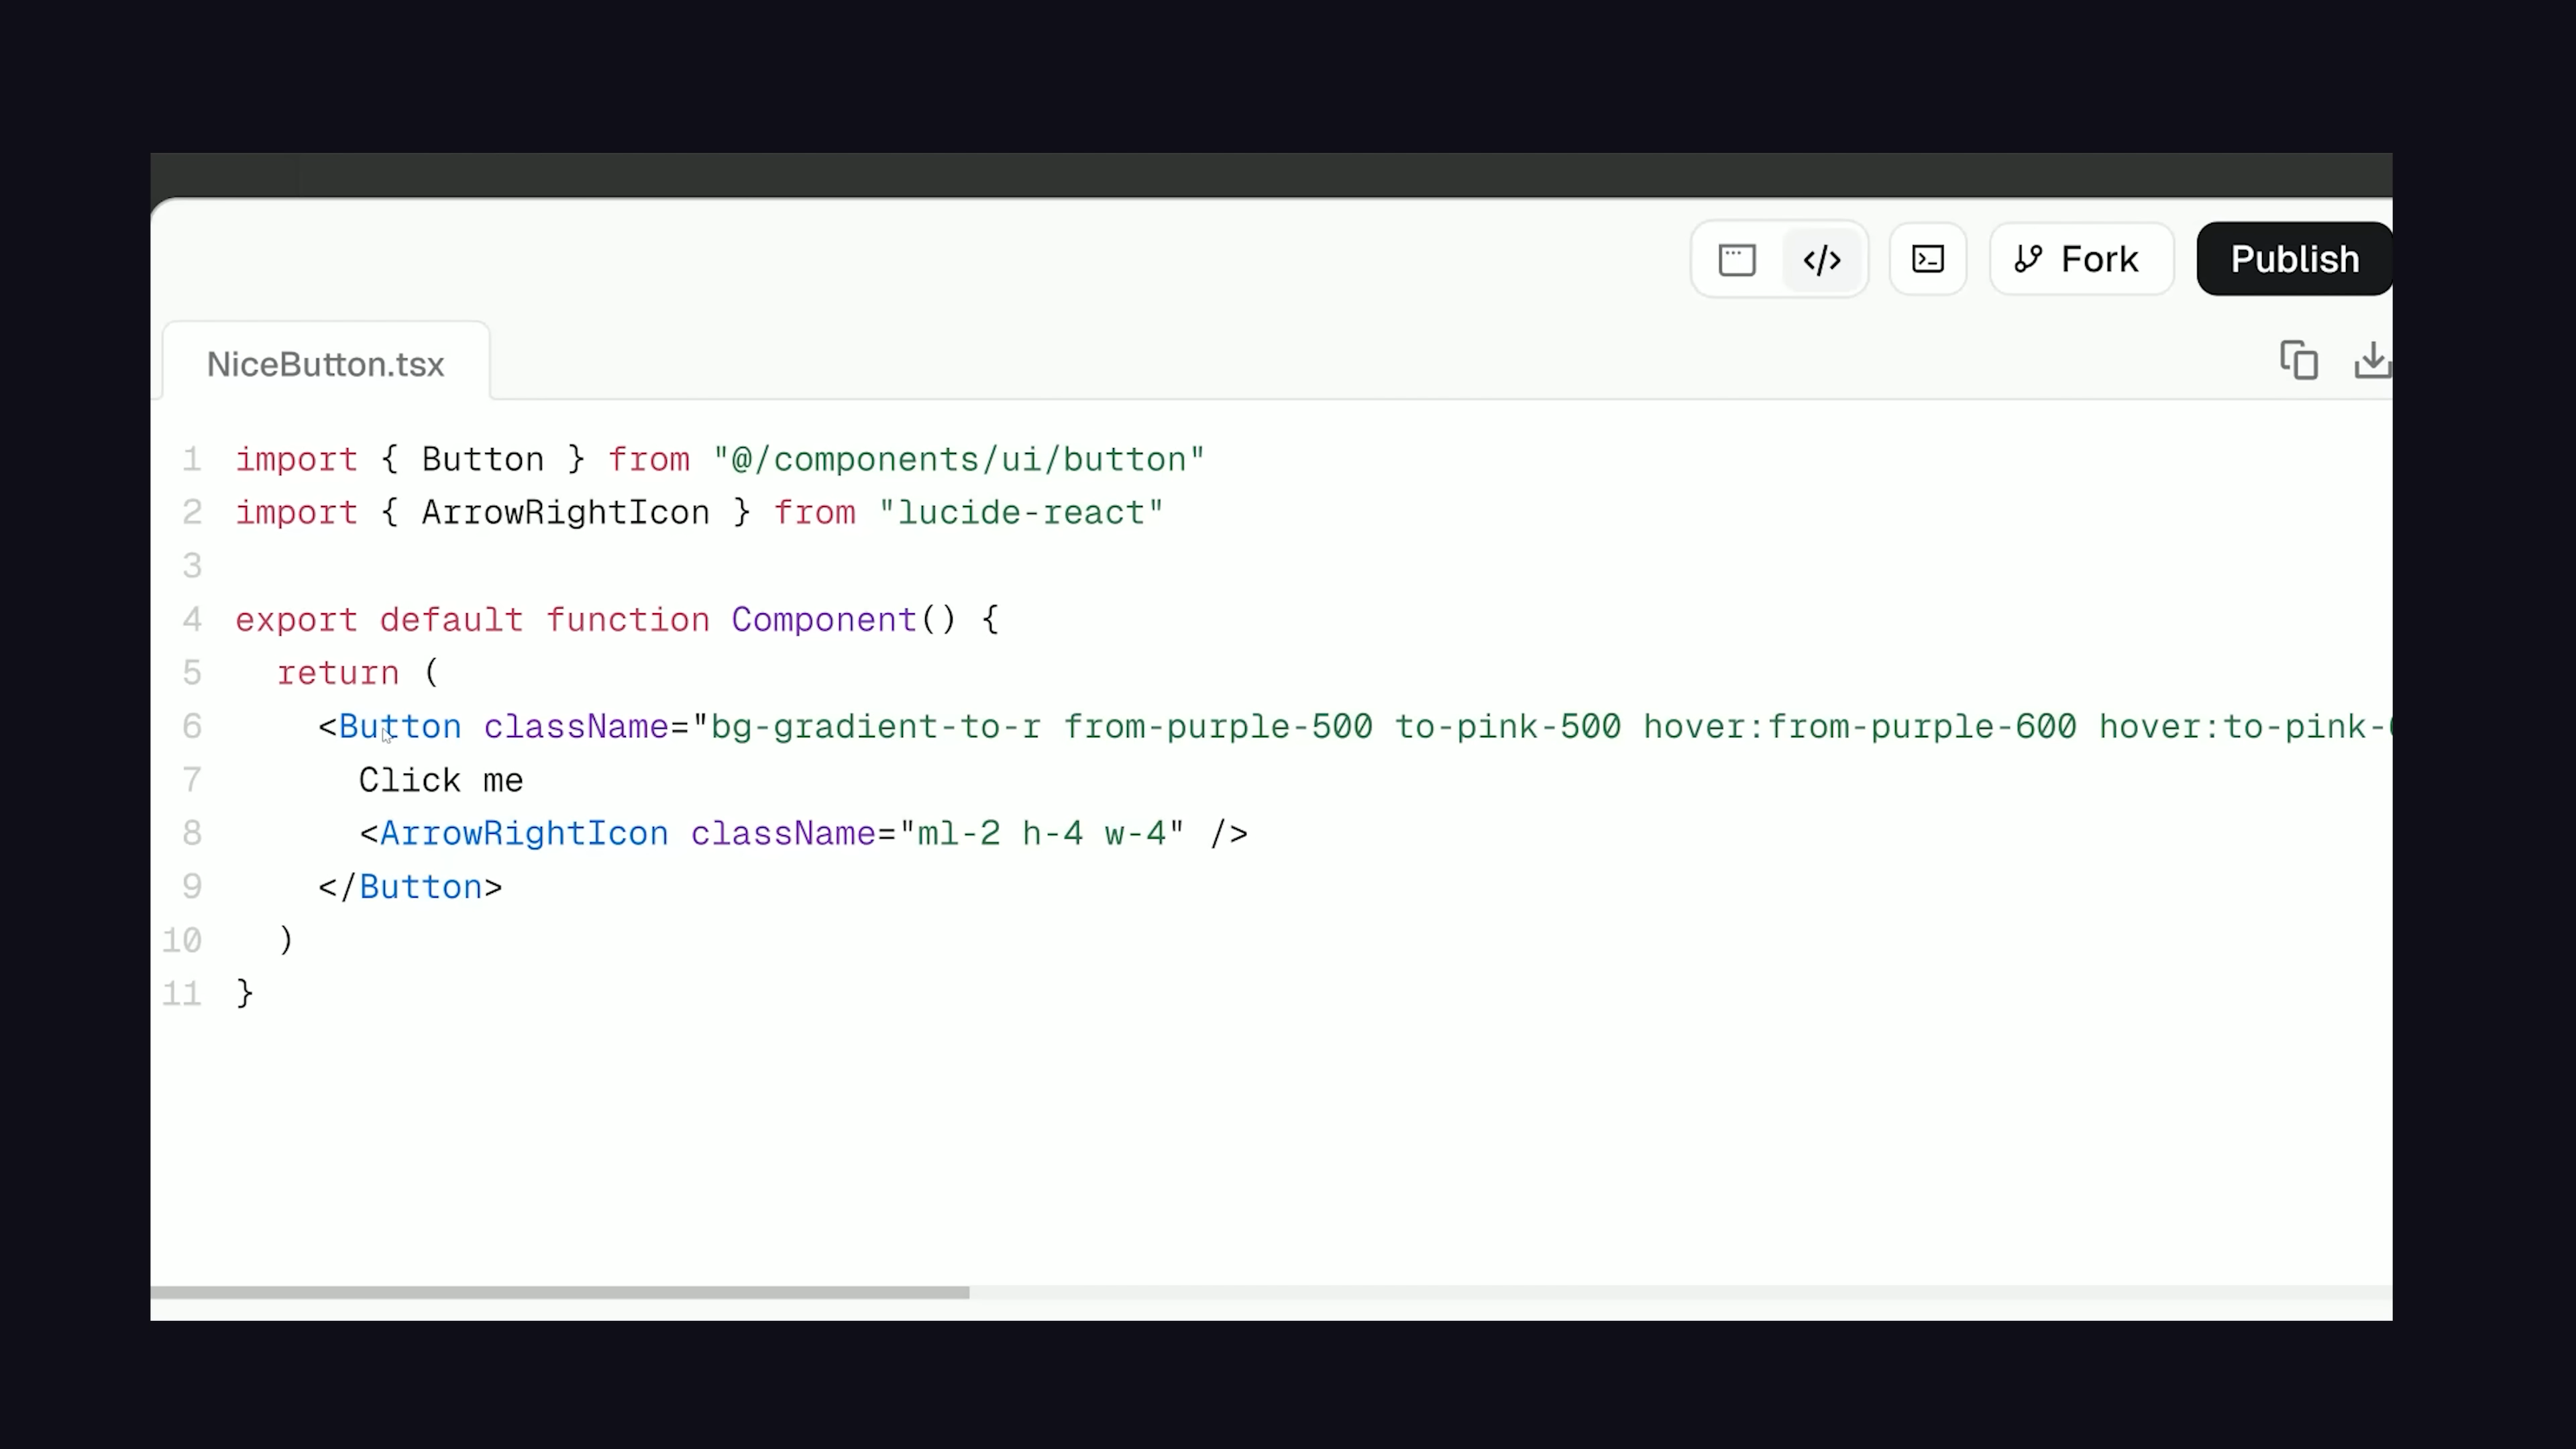 Fork
Publish
NiceButton.tsx
1 import { Button } from "@/components/ui/button"
2 import { ArrowRightIcon } from "lucide-react"
3
4 export default function Component() {
5 return (
6 <Button className="bg-gradient-to-r from-purple-500 to-pink-500 hover:from-purple-600 hover:to-pink-
7 Click me
8 <ArrowRightIcon className="ml-2 h-4 w-4" />
9 </Button>
10 )
11 }